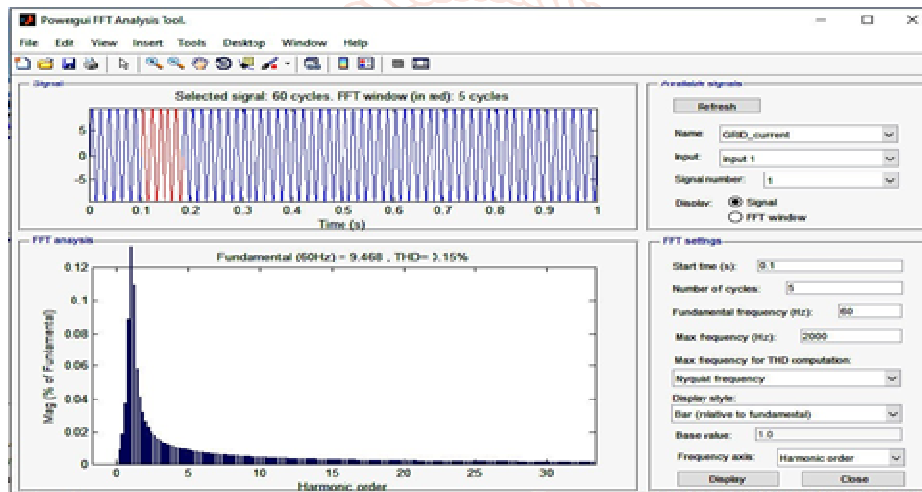 Powergui FFT Analysis Tool.
File Edit View Insert Tools Desktop Window Help
Signal
Selected signal: 60 cycles. FFT window (in red): 5 cycles
5
0
-5
0 0.1 0.2 0.3 0.4 0.5 0.6 0.7 0.8 0.9 1
Time (s)
FFT analysis
Fundamental (60Hz) = 9.468 , THD= 0.15%
0.12
0.1
0.08
0.06
0.04
0.02
0
Mag (% of Fundamental)
0 5 10 15 20 25 30
Harmonic order
Available signals
Refresh
Name: GRID_current
Input: input 1
Signal number: 1
Display: Signal
FFT window
FFT settings
Start time (s): 0.1
Number of cycles: 5
Fundamental frequency (Hz): 60
Max frequency (Hz): 2000
Max frequency for THD computation:
Nyquist frequency
Display style:
Bar (relative to fundamental)
Base value: 1.0
Frequency axis: Harmonic order
Display Close